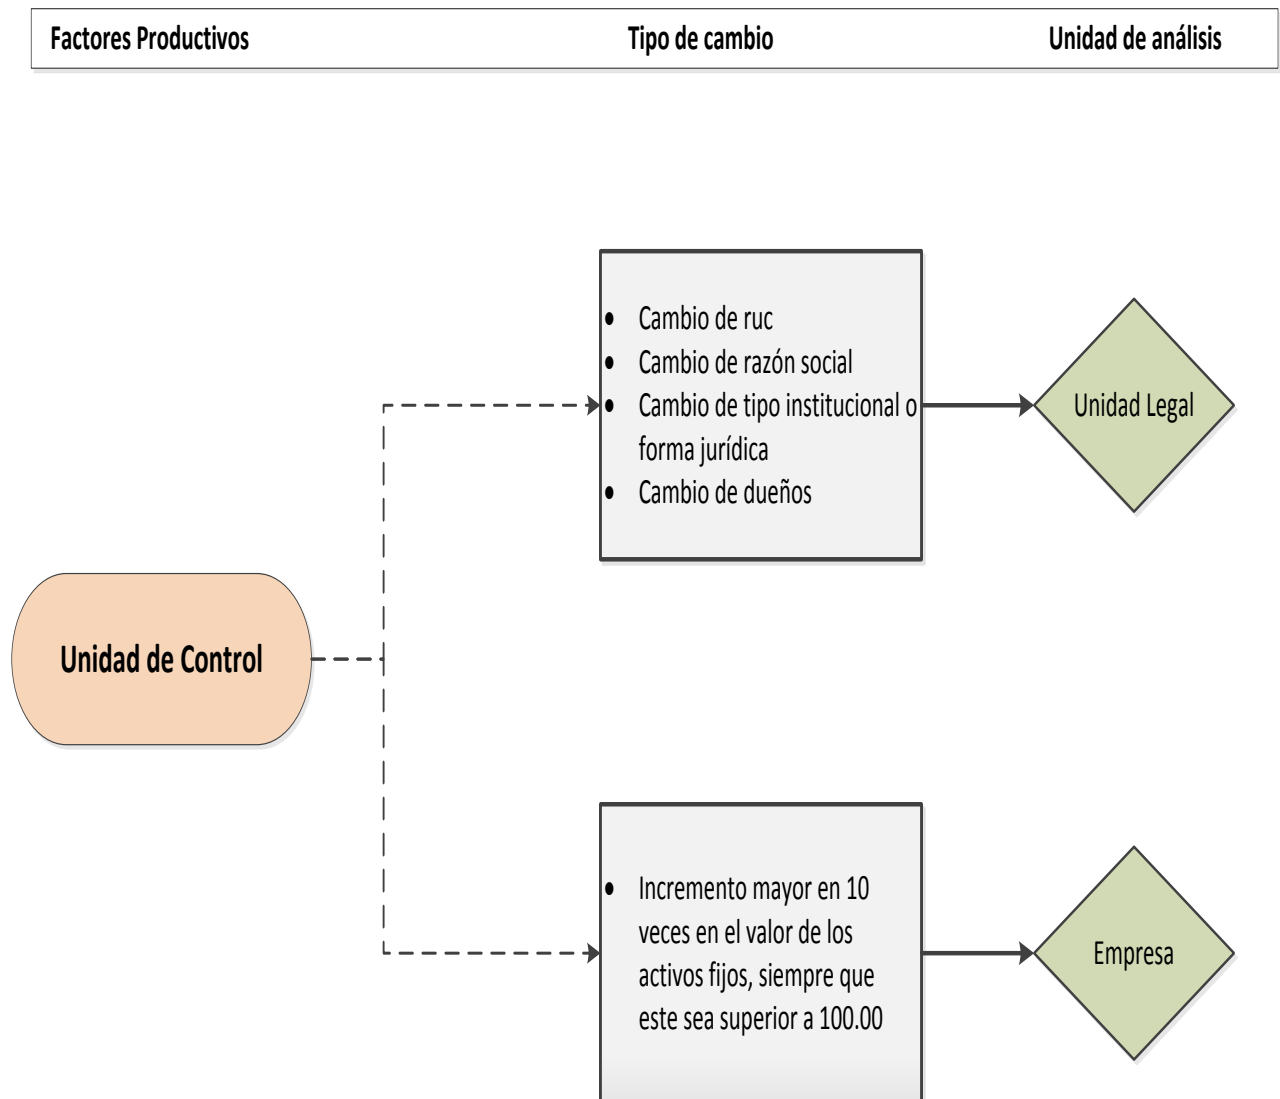 Factores Productivos Tipo de cambio Unidad de análisis
• Cambio de ruc
• Cambio de razón social
• Cambio de tipo institucional o
forma jurídica
• Cambio de dueños
Unidad Legal
Unidad de Control
• Incremento mayor en 10
veces en el valor de los
activos fijos, siempre que
este sea superior a 100.00
Empresa